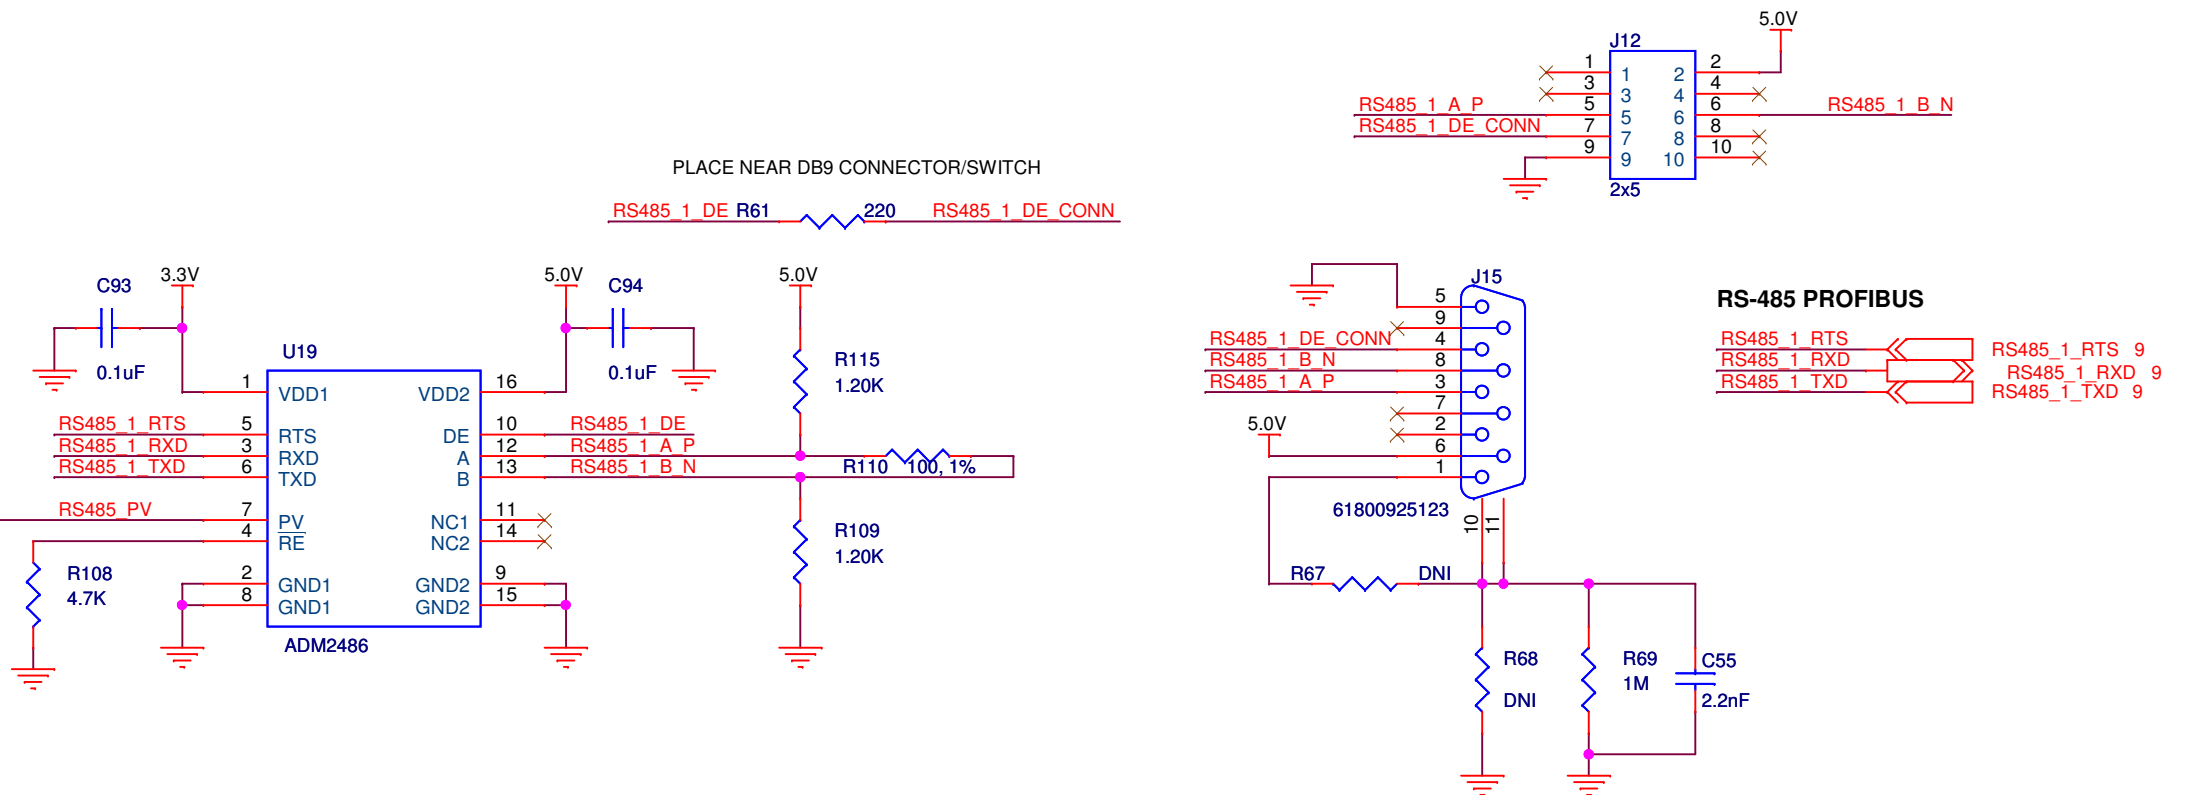 5.0V
J12
1 1 2 2
3 3 4 4
RS485_1_A_P 5 5 6 6 RS485_1_B_N
RS485_1_DE_CONN 7 7 8 8
9 9 10 10
2x5
PLACE NEAR DB9 CONNECTOR/SWITCH
RS485_1_DE R61 220 RS485_1_DE_CONN
C93
0.1uF
3.3V
5.0V
C94
0.1uF
5.0V
R115
1.20K
U19
1 VDD1 VDD2 16
RS485_1_RTS 5 RTS DE 10 RS485_1_DE
RS485_1_RXD 3 RXD A 12 RS485_1_A_P
RS485_1_TXD 6 TXD B 13 RS485_1_B_N
R110 100, 1%
RS485_PV 7 PV NC1 11
4 RE NC2 14
2 GND1 GND2 9
8 GND1 GND2 15
ADM2486
R108
4.7K
R109
1.20K
J15
5
9
RS485_1_DE_CONN 4
RS485_1_B_N 8
RS485_1_A_P 3
7
2
5.0V
6
1
61800925123
10
11
R67 DNI
R68
DNI
R69
1M
C55
2.2nF
RS-485 PROFIBUS
RS485_1_RTS RS485_1_RTS 9
RS485_1_RXD RS485_1_RXD 9
RS485_1_TXD RS485_1_TXD 9